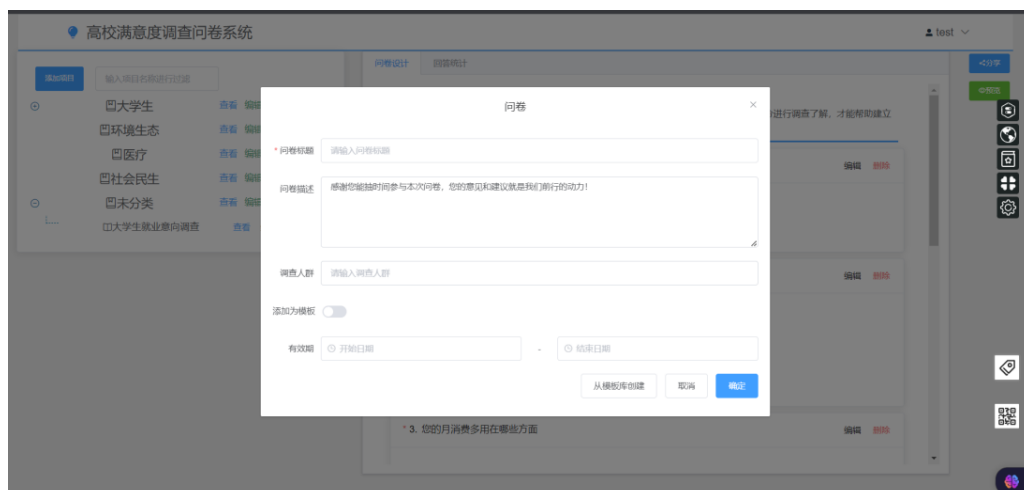 高校满意度调查问卷系统
test
添加项目
输入项目名称进行过滤
问卷设计 回答统计
分享
预览
大学生 查看 编辑
环境生态 查看 编辑
医疗 查看 编辑
社会民生 查看 编辑
未分类 查看 编辑
大学生就业意向调查 查看
进行调查了解，才能帮助建立
编辑 删除
编辑 删除
* 3. 您的月消费多用在哪些方面 编辑 删除
问卷
* 问卷标题 请输入问卷标题
问卷描述 感谢您能抽时间参与本次问卷，您的意见和建议就是我们前行的动力！
调查人群 请输入调查人群
添加为模板
有效期 开始日期 - 结束日期
从模板库创建 取消 确定